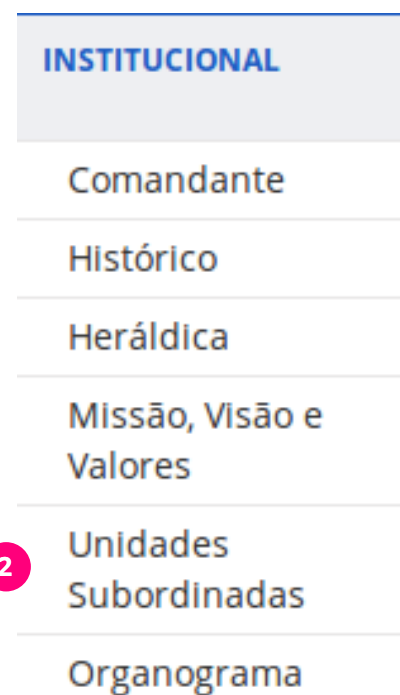 INSTITUCIONAL
Comandante
Histórico
Heráldica
Missão, Visão e
Valores
Unidades
2
Subordinadas
Organograma